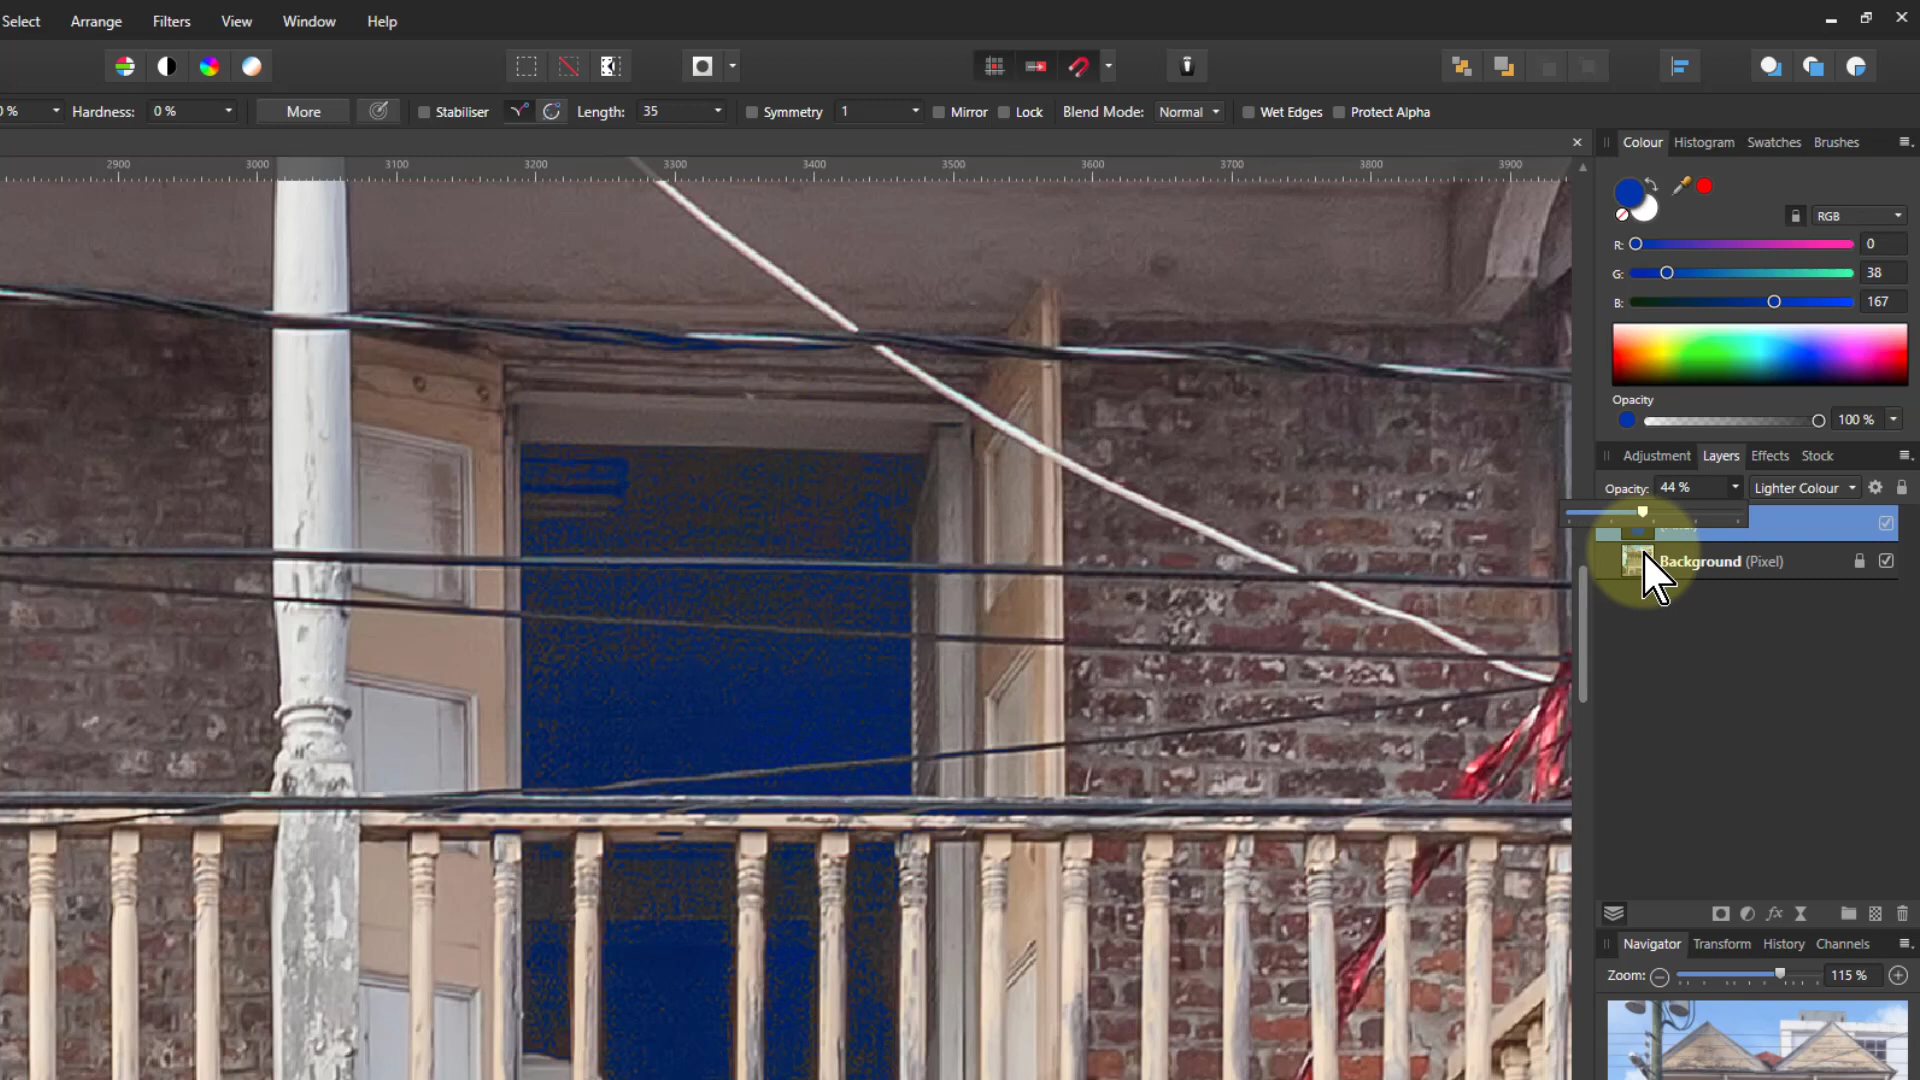 Select Arrange Filters View Window Help
0 % Hardness: 0 % More Stabiliser Length: 35 Symmetry 1 Mirror Lock Blend Mode: Normal Wet Edges Protect Alpha
2900 3000 3100 3200 3300 3400 3500 3600 3700 3800 3900
Colour Histogram Swatches Brushes
RGB
R: 0
G: 38
B: 167
Opacity
100 %
Adjustment Layers Effects Stock
Opacity: 44 % Lighter Colour
Background (Pixel)
Navigator Transform History Channels
Zoom: 115 %